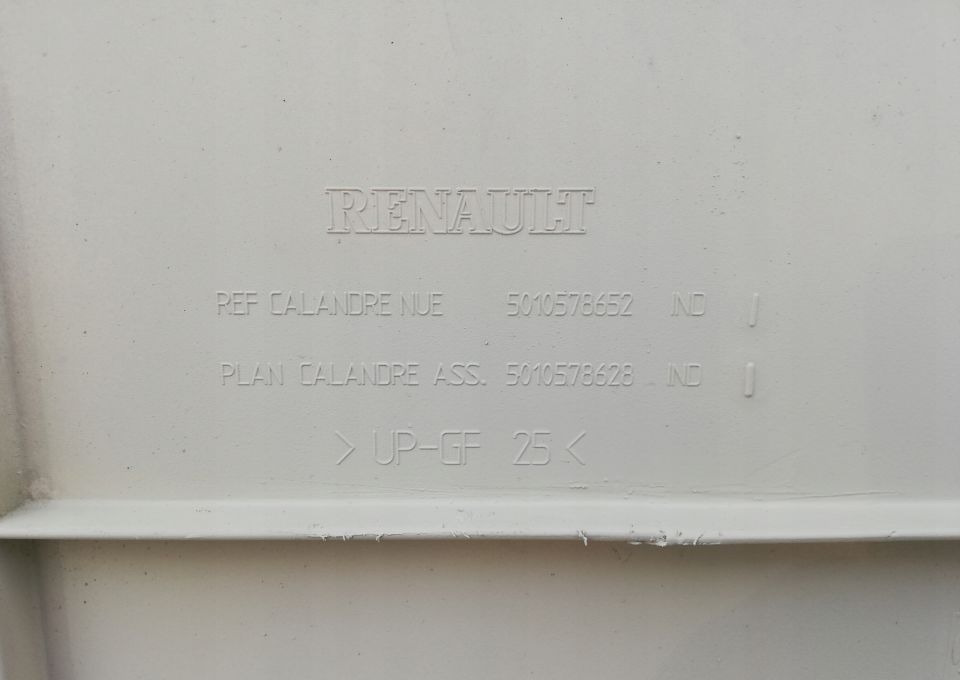 RENAULT
REF CALANDRE NUE 5010578652 IND I
PLAN CALANDRE ASS. 5010578628 IND I
>UP-GF 25<